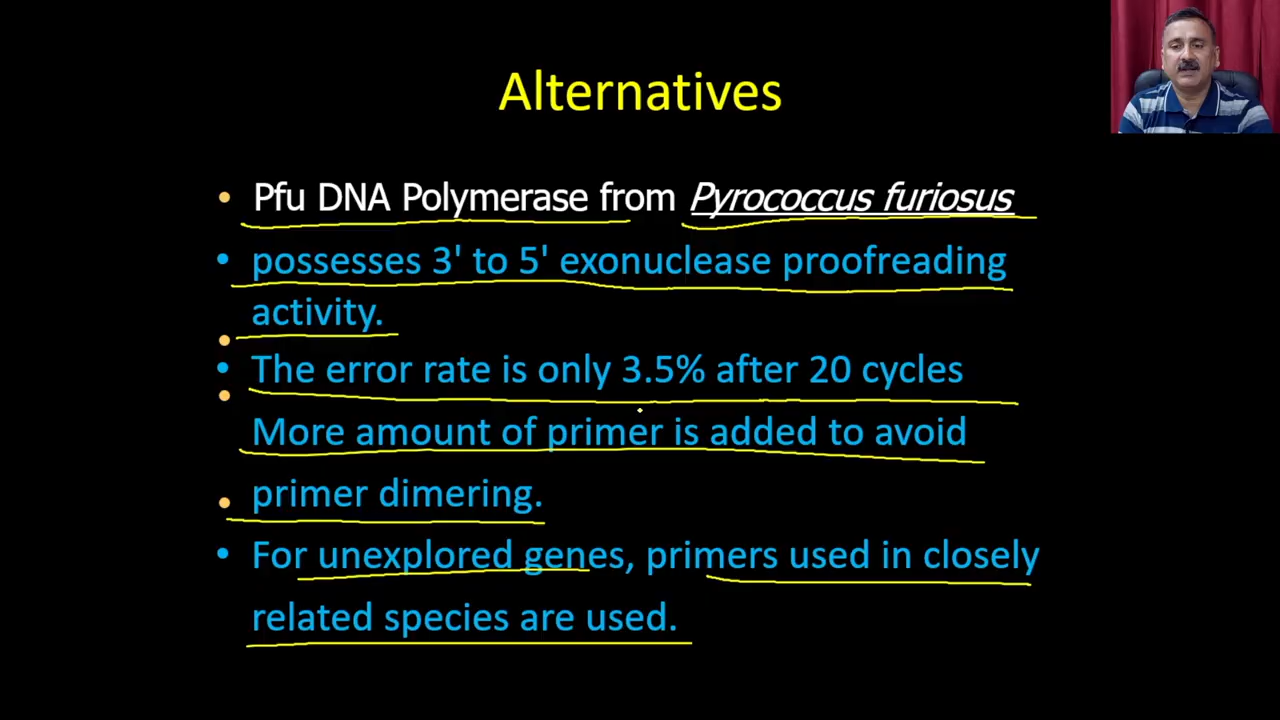 Alternatives
• Pfu DNA Polymerase from Pyrococcus furiosus
• possesses 3' to 5' exonuclease proofreading
activity.
• The error rate is only 3.5% after 20 cycles
More amount of primer is added to avoid
primer dimering.
• For unexplored genes, primers used in closely
related species are used.